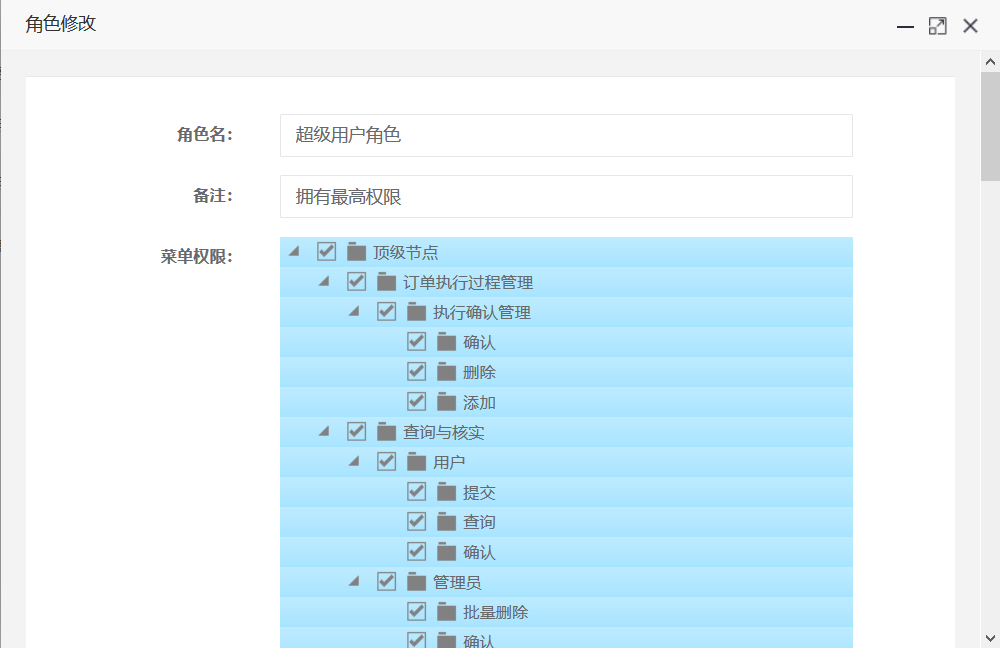 角色修改
角色名： 超级用户角色
备注： 拥有最高权限
菜单权限： 顶级节点
订单执行过程管理
执行确认管理
确认
删除
添加
查询与核实
用户
提交
查询
确认
管理员
批量删除
确认